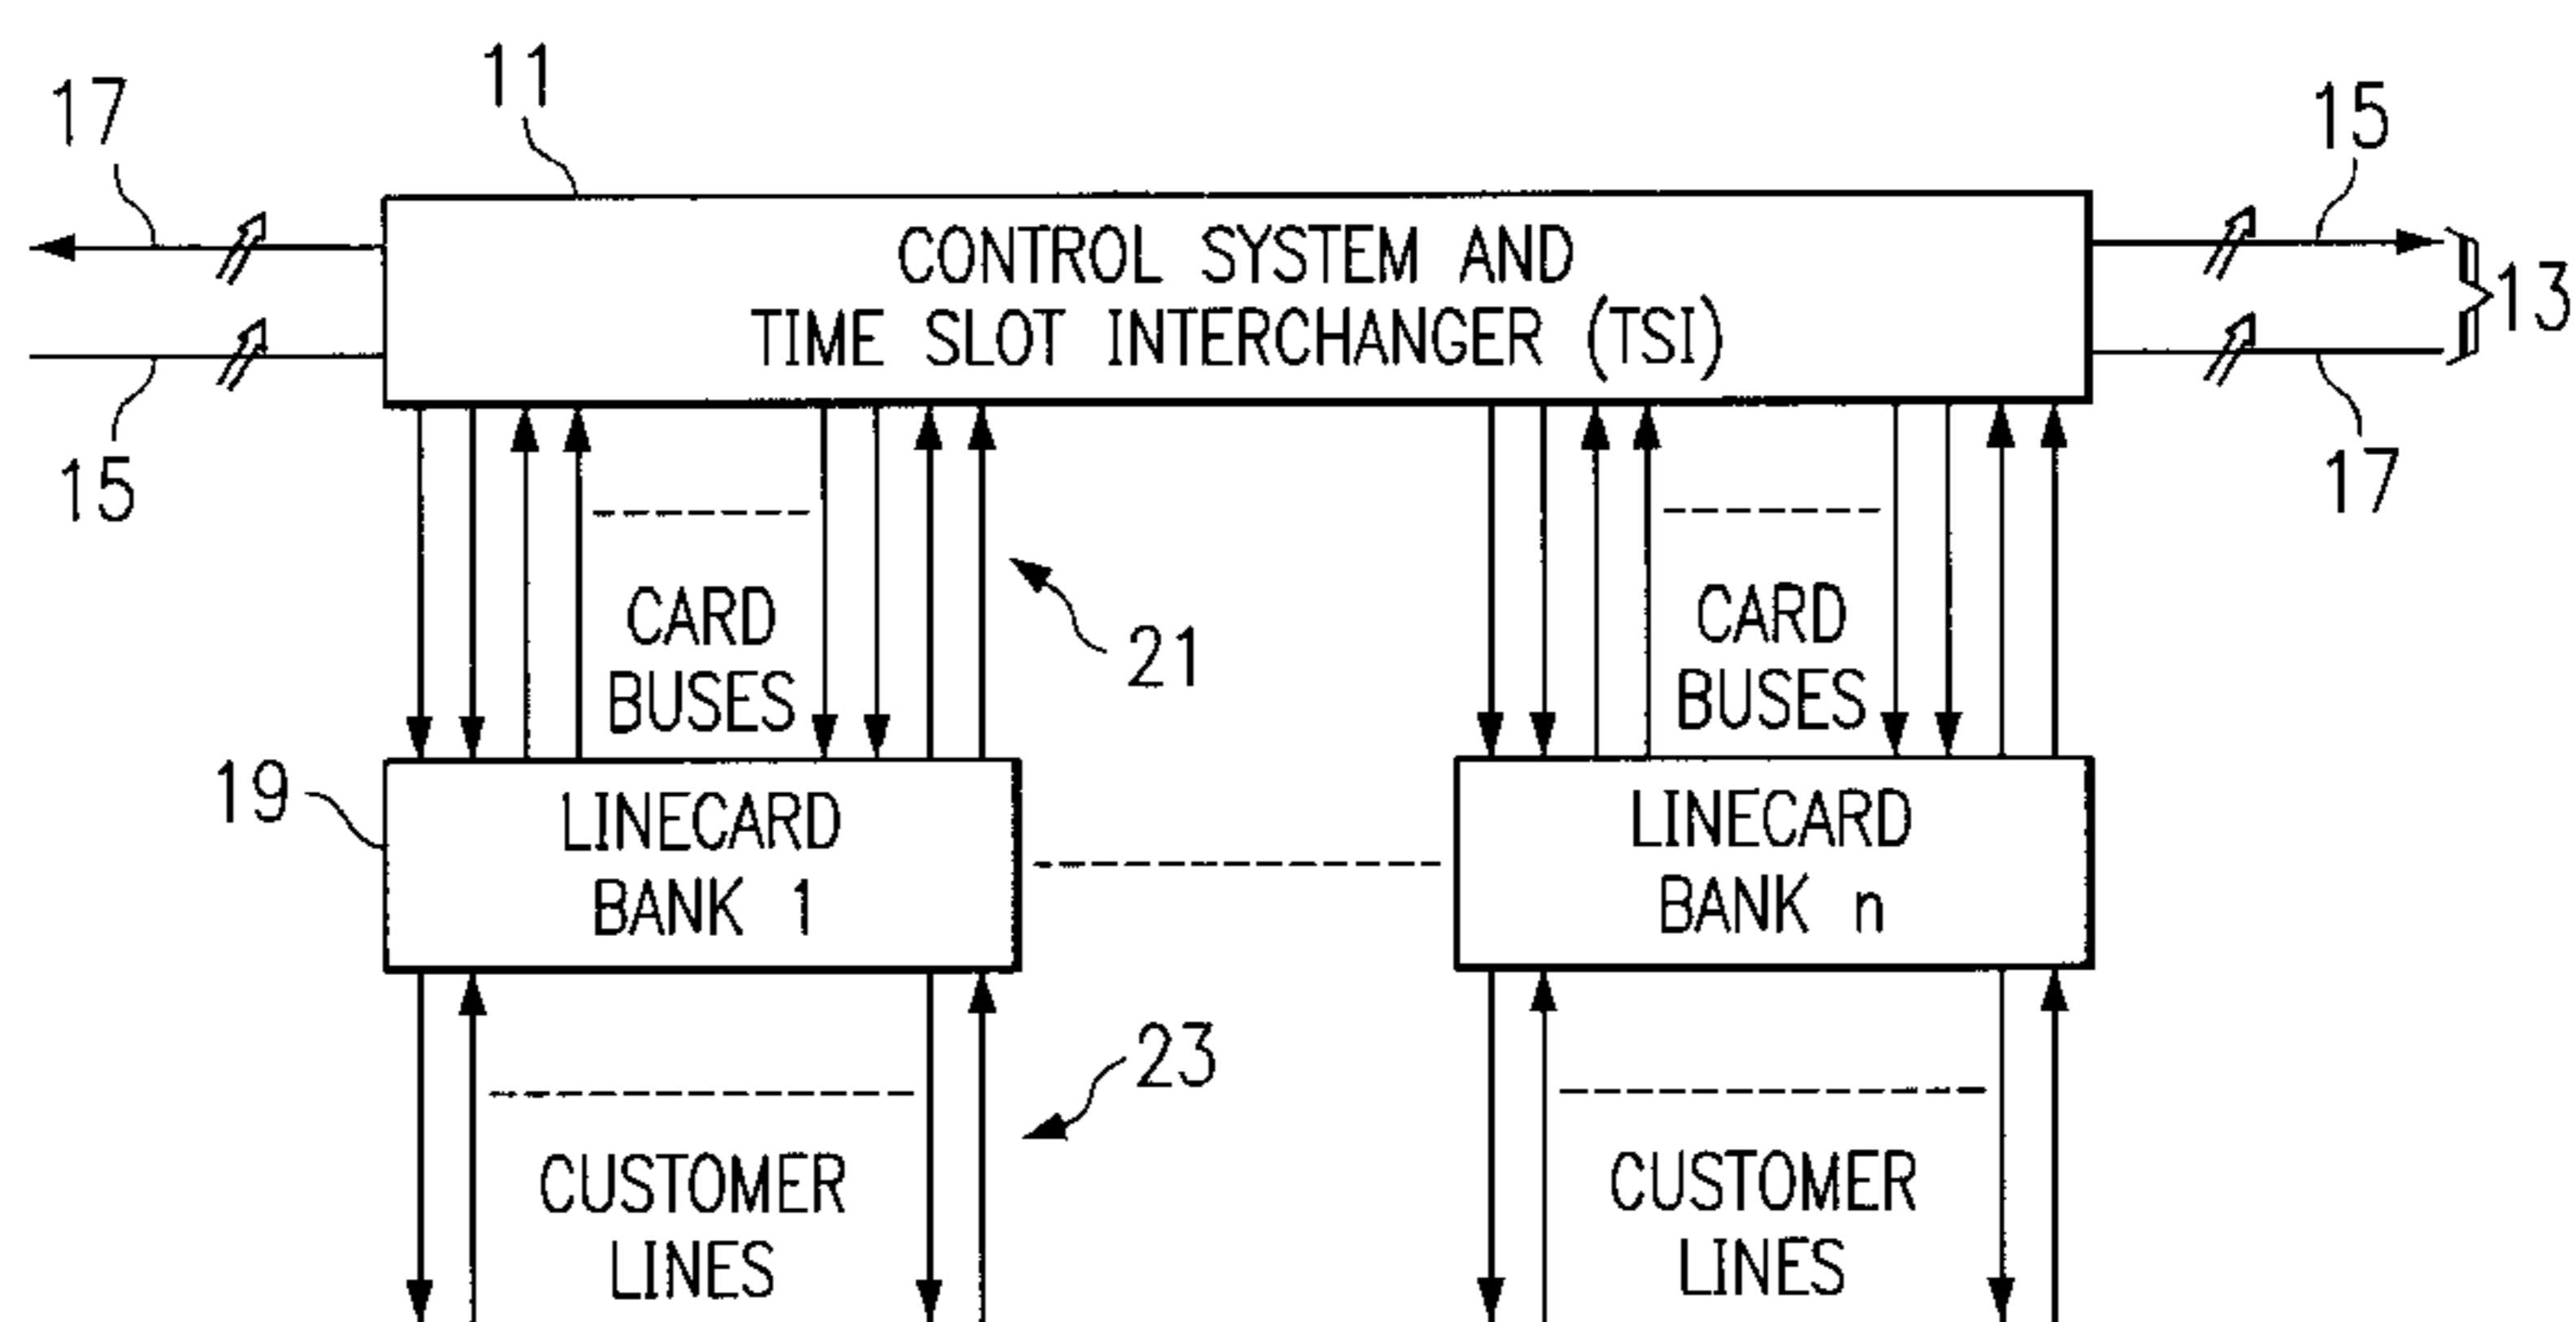 11
17
15
CONTROL SYSTEM AND
TIME SLOT INTERCHANGER (TSI)
13
15
17
CARD
BUSES
21
CARD
BUSES
19
LINECARD
BANK 1
LINECARD
BANK n
23
CUSTOMER
LINES
CUSTOMER
LINES